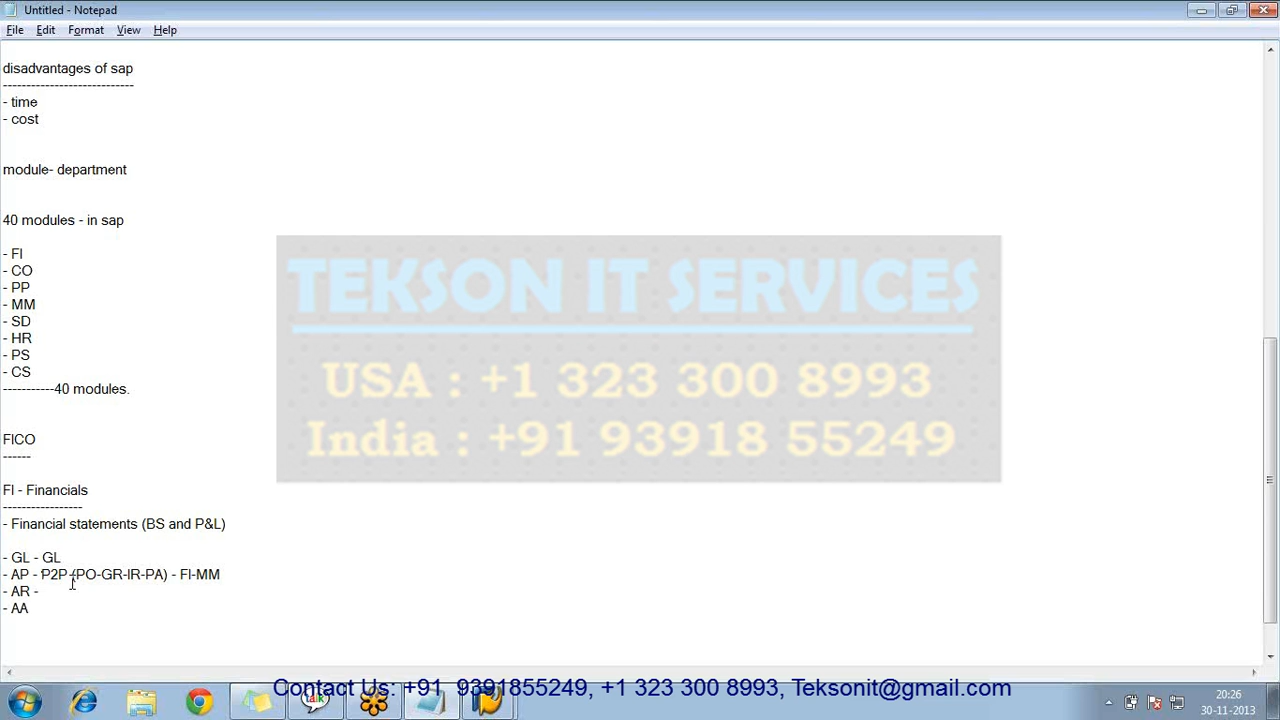 Untitled - Notepad
File Edit Format View Help
disadvantages of sap
----------------------------
- time
- cost
module- department
40 modules - in sap
- FI
- CO
- PP
- MM
- SD
- HR
- PS
- CS
-----------40 modules.
FICO
------
FI - Financials
-----------------
- Financial statements (BS and P&L)
- GL - GL
- AP - P2P (PO-GR-IR-PA) - FI-MM
- AR -
- AA
TEKSON IT SERVICES
USA : +1 323 300 8993
India : +91 93918 55249
talk
Contact Us: +91 9391855249, +1 323 300 8993, Teksonit@gmail.com
20:26
30-11-2013